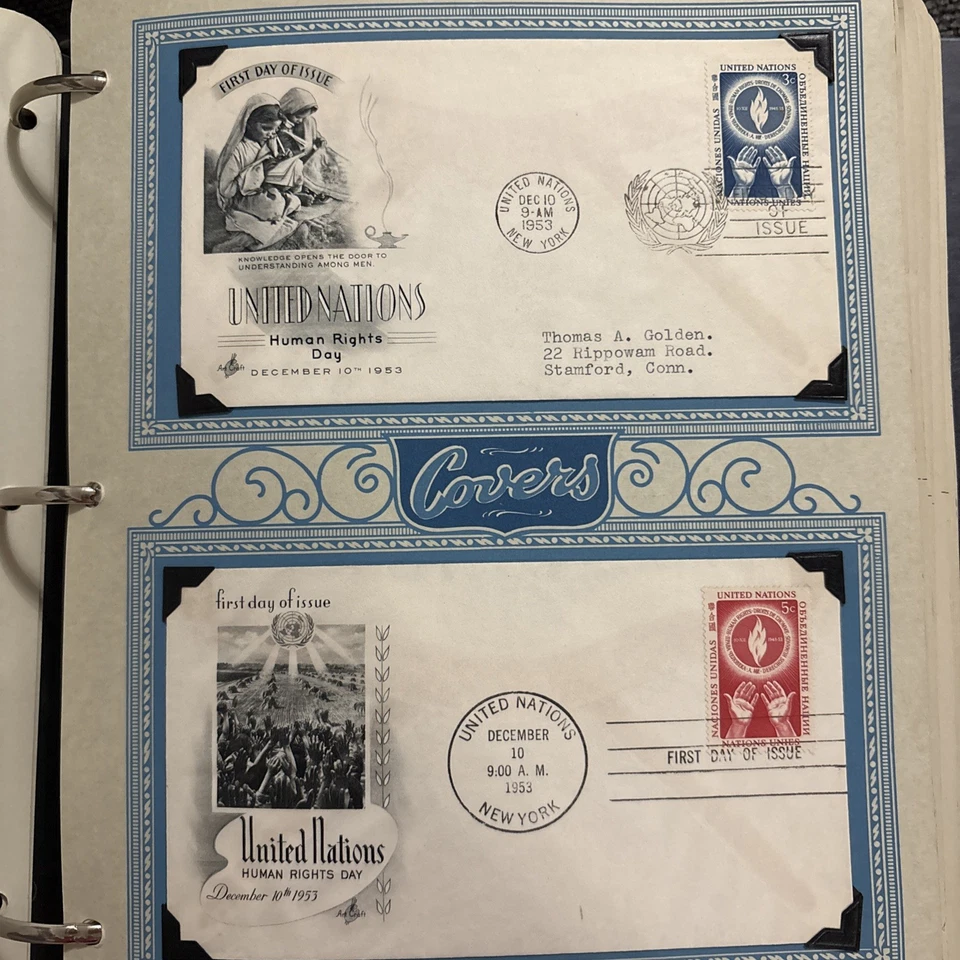 FIRST DAY OF ISSUE
KNOWLEDGE OPENS THE DOOR TO
UNDERSTANDING AMONG MEN.
UNITED NATIONS
Human Rights
Day
DECEMBER 10TH 1953
Art Craft
UNITED NATIONS
DEC 10
9-AM
1953
NEW YORK
UNITED NATIONS
3c
NACIONES UNIDAS
ОБЪЕДИНЕННЫЕ НАЦИИ
NATIONS UNIES
OF
ISSUE
Thomas A. Golden.
22 Rippowam Road.
Stamford, Conn.
Covers
first day of issue
United Nations
HUMAN RIGHTS DAY
December 10th 1953
Art Craft
UNITED NATIONS
DECEMBER
10
9:00 A. M.
1953
NEW YORK
UNITED NATIONS
5c
NACIONES UNIDAS
ОБЪЕДИНЕННЫЕ НАЦИИ
NATIONS UNIES
FIRST DAY OF ISSUE